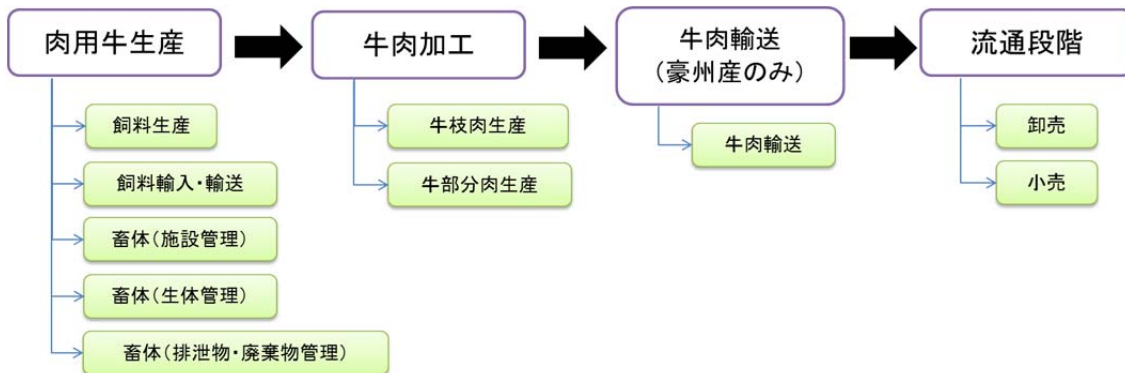 肉用牛生産
飼料生産
飼料輸入・輸送
畜体(施設管理)
畜体(生体管理)
畜体(排泄物・廃棄物管理)
牛肉加工
牛枝肉生産
牛部分肉生産
牛肉輸送
(豪州産のみ)
牛肉輸送
流通段階
卸売
小売